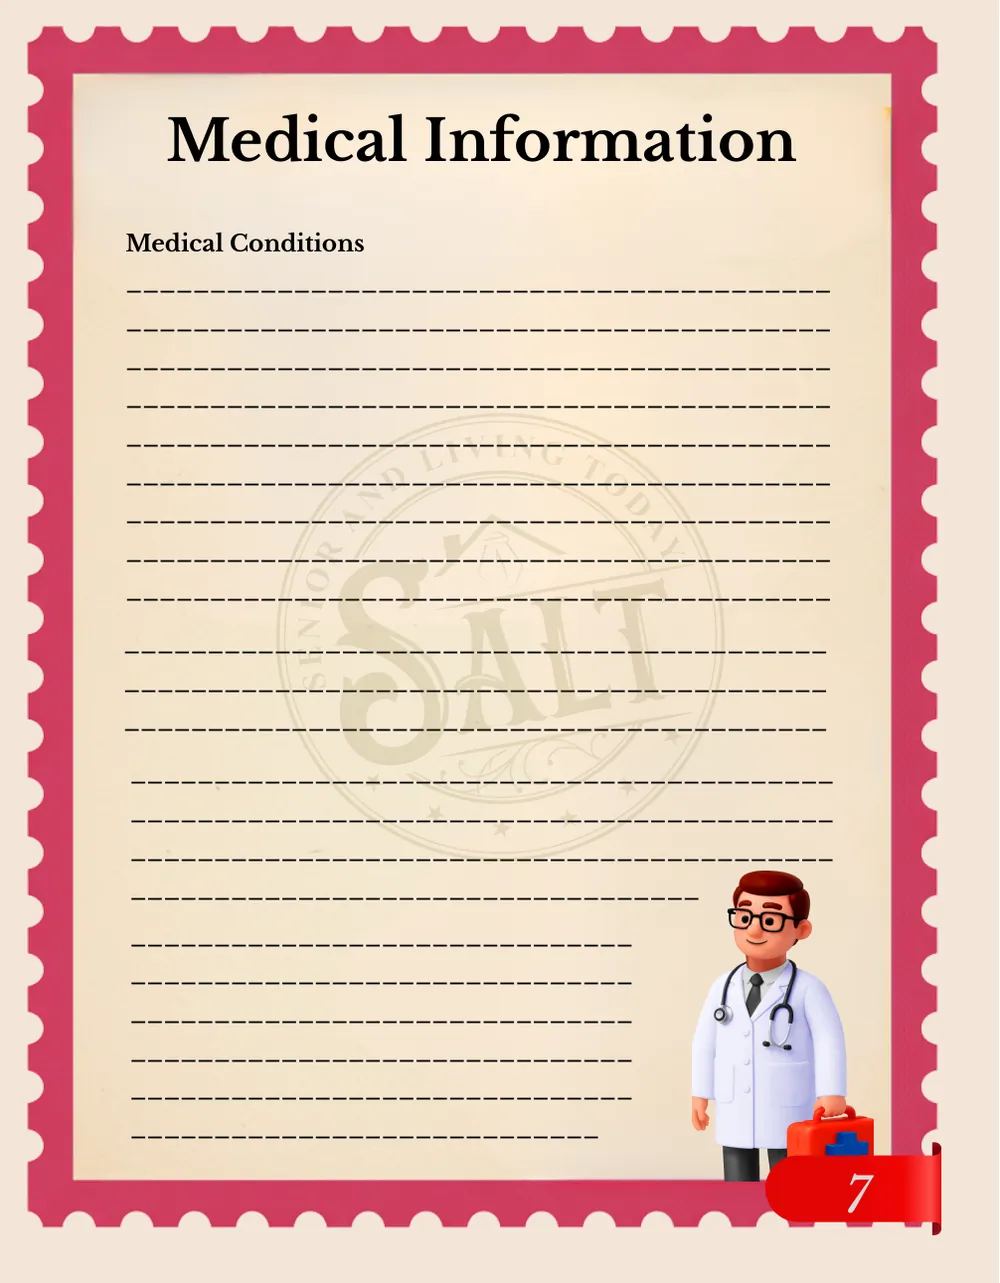 Medical Information
Medical Conditions
SENIOR AND LIVING TODAY
SALT
7